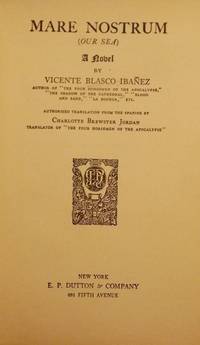 MARE NOSTRUM
(OUR SEA)
A Novel
BY
VICENTE BLASCO IBAÑEZ
AUTHOR OF "THE FOUR HORSEMEN OF THE APOCALYPSE,"
"THE SHADOW OF THE CATHEDRAL," "BLOOD
AND SAND," "LA BODEGA," ETC.
AUTHORIZED TRANSLATION FROM THE SPANISH BY
CHARLOTTE BREWSTER JORDAN
TRANSLATOR OF "THE FOUR HORSEMEN OF THE APOCALYPSE"
NEW YORK
E. P. DUTTON & COMPANY
681 FIFTH AVENUE